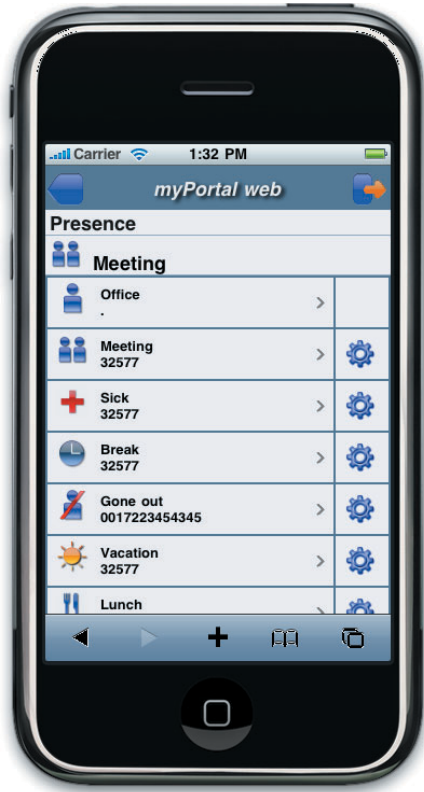 Carrier 1:32 PM
myPortal web
Presence
Meeting
Office
.
Meeting
32577
Sick
32577
Break
32577
Gone out
0017223454345
Vacation
32577
Lunch